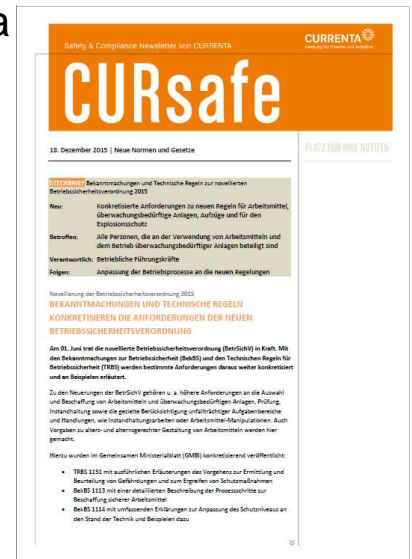 a
Safety & Compliance Newsletter von CURRENTA
CURRENTA
Leistung für Chemie und Industrie
CURsafe
18. Dezember 2015 | Neue Normen und Gesetze
PLATZ FÜR IHRE NOTIZEN
STECKBRIEF Bekanntmachungen und Technische Regeln zur novellierten
Betriebssicherheitsverordnung 2015
Neu: Konkretisierte Anforderungen zu neuen Regeln für Arbeitsmittel,
überwachungsbedürftige Anlagen, Aufzüge und für den
Explosionsschutz
Betroffen: Alle Personen, die an der Verwendung von Arbeitsmitteln und
dem Betrieb überwachungsbedürftiger Anlagen beteiligt sind
Verantwortlich: Betriebliche Führungskräfte
Folgen: Anpassung der Betriebsprozesse an die neuen Regelungen
Novellierung der Betriebssicherheitsverordnung 2015
BEKANNTMACHUNGEN UND TECHNISCHE REGELN
KONKRETISIEREN DIE ANFORDERUNGEN DER NEUEN
BETRIEBSSICHERHEITSVERORDNUNG
Am 01. Juni trat die novellierte Betriebssicherheitsverordnung (BetrSichV) in Kraft. Mit
den Bekanntmachungen zur Betriebssicherheit (BekBS) und den Technischen Regeln für
Betriebssicherheit (TRBS) werden bestimmte Anforderungen daraus weiter konkretisiert
und an Beispielen erläutert.
Zu den Neuerungen der BetrSichV gehören u. a. höhere Anforderungen an die Auswahl
und Beschaffung von Arbeitsmitteln und überwachungsbedürftigen Anlagen, Prüfung,
Instandhaltung sowie die gezielte Berücksichtigung unfallträchtiger Aufgabenbereiche
und Handlungen, wie Instandhaltungsarbeiten oder Arbeitsmittel-Manipulationen. Auch
Vorgaben zu alters- und alternsgerechter Gestaltung von Arbeitsmitteln werden hier
gemacht.
Hierzu wurden im Gemeinsamen Ministerialblatt (GMBl) konkretisierend veröffentlicht:
• TRBS 1151 mit ausführlichen Erläuterungen des Vorgehens zur Ermittlung und
Beurteilung von Gefährdungen und zum Ergreifen von Schutzmaßnahmen
• BekBS 1113 mit einer detaillierten Beschreibung der Prozessschritte zur
Beschaffung sicherer Arbeitsmittel
• BekBS 1114 mit umfassenden Erklärungen zur Anpassung des Schutzniveaus an
den Stand der Technik und Beispielen dazu